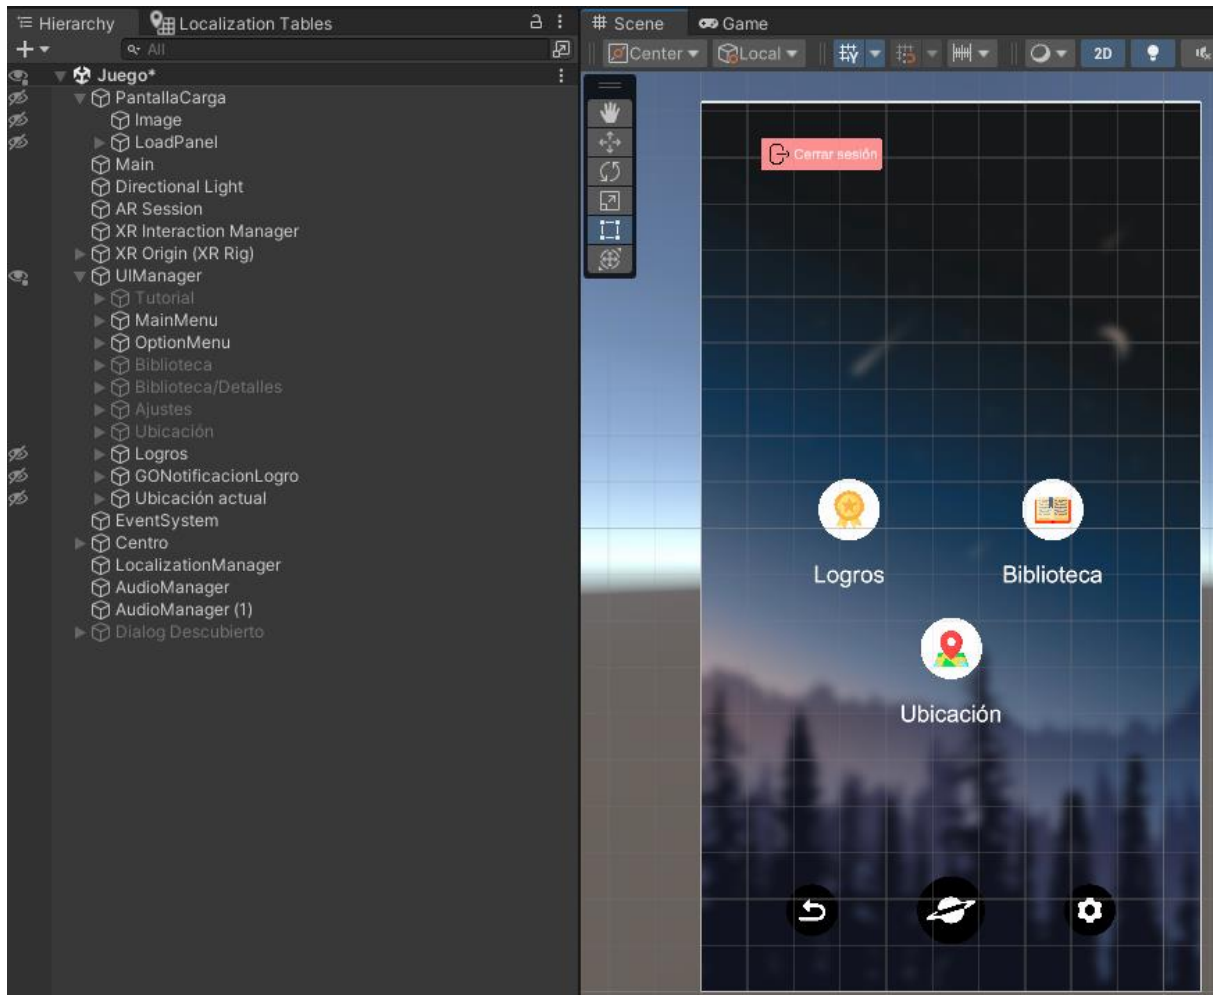 Hierarchy
Localization Tables
All
Juego*
PantallaCarga
Image
LoadPanel
Main
Directional Light
AR Session
XR Interaction Manager
XR Origin (XR Rig)
UIManager
Tutorial
MainMenu
OptionMenu
Biblioteca
Biblioteca/Detalles
Ajustes
Ubicación
Logros
GONotificacionLogro
Ubicación actual
EventSystem
Centro
LocalizationManager
AudioManager
AudioManager (1)
Dialog Descubierto
Scene
Game
Center
Local
2D
Cerrar sesión
Logros
Biblioteca
Ubicación